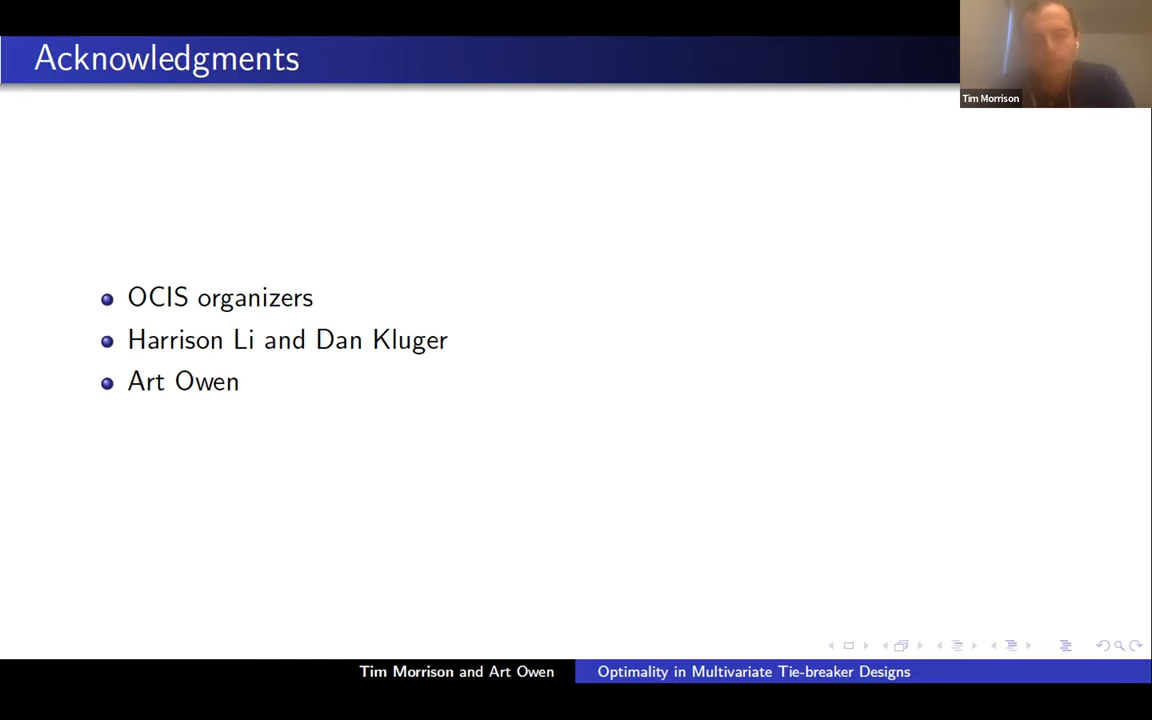 Acknowledgments
Tim Morrison
OCIS organizers
Harrison Li and Dan Kluger
Art Owen
Tim Morrison and Art Owen
Optimality in Multivariate Tie-breaker Designs